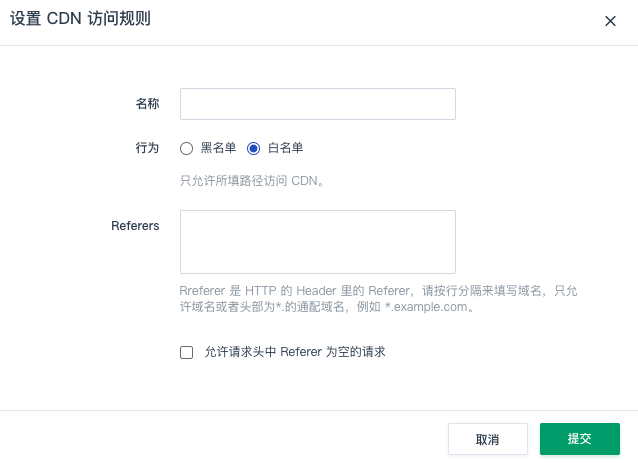 设置 CDN 访问规则
名称
行为
黑名单
白名单
只允许所填路径访问 CDN。
Referers
Rreferer 是 HTTP 的 Header 里的 Referer，请按行分隔来填写域名，只允
许域名或者头部为*.的通配域名，例如 *.example.com。
允许请求头中 Referer 为空的请求
取消
提交